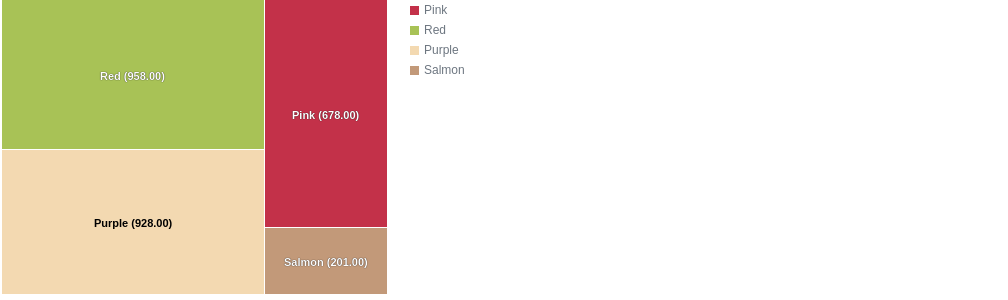 Red (958.00)
Purple (928.00)
Pink (678.00)
Salmon (201.00)
Pink
Red
Purple
Salmon